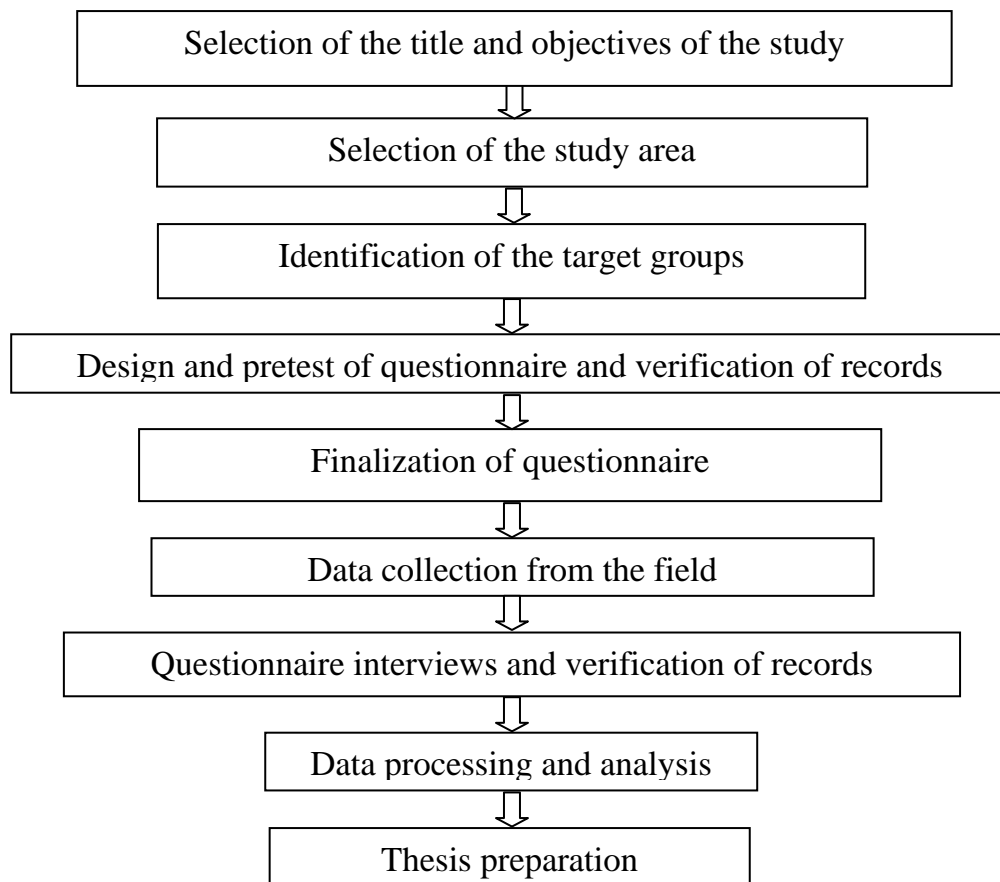 Selection of the title and objectives of the study
Selection of the study area
Identification of the target groups
Design and pretest of questionnaire and verification of records
Finalization of questionnaire
Data collection from the field
Questionnaire interviews and verification of records
Data processing and analysis
Thesis preparation